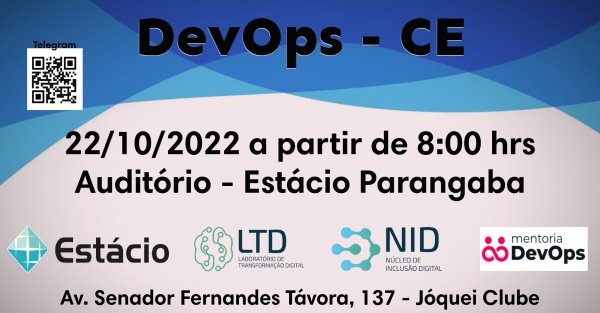 DevOps - CE
Telegram
22/10/2022 a partir de 8:00 hrs
Auditório - Estácio Parangaba
Estácio
LTD
LABORATÓRIO DE
TRANSFORMAÇÃO DIGITAL
NID
NÚCLEO DE
INCLUSÃO DIGITAL
mentoria
DevOps
Av. Senador Fernandes Távora, 137 - Jóquei Clube